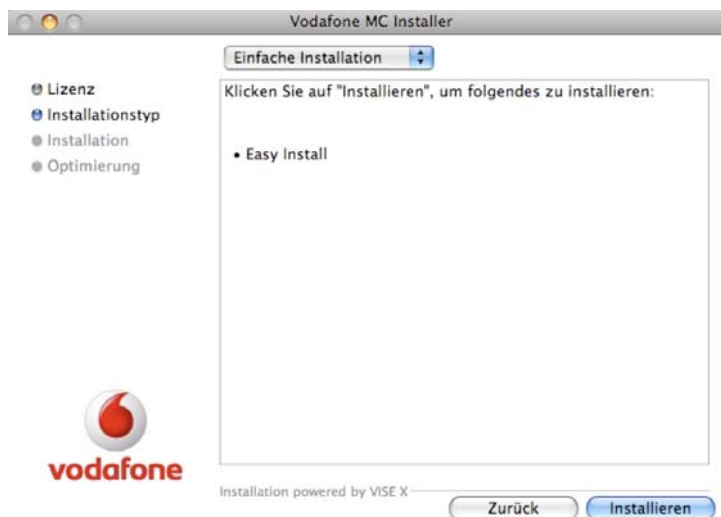 Vodafone MC Installer
Einfache Installation
Lizenz
Installationstyp
Installation
Optimierung
Klicken Sie auf "Installieren", um folgendes zu installieren:
• Easy Install
vodafone
Installation powered by VISE X
Zurück
Installieren